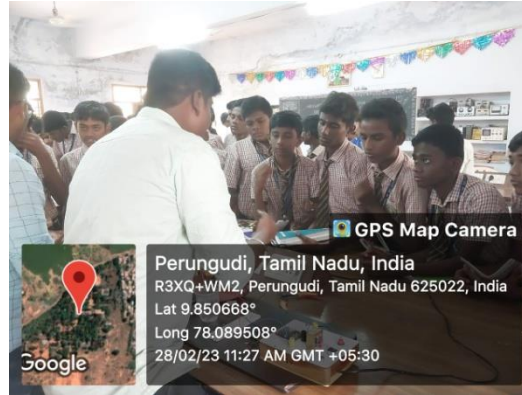 GPS Map Camera
Perungudi, Tamil Nadu, India
R3XQ+WM2, Perungudi, Tamil Nadu 625022, India
Lat 9.850668°
Long 78.089508°
28/02/23 11:27 AM GMT +05:30
Google